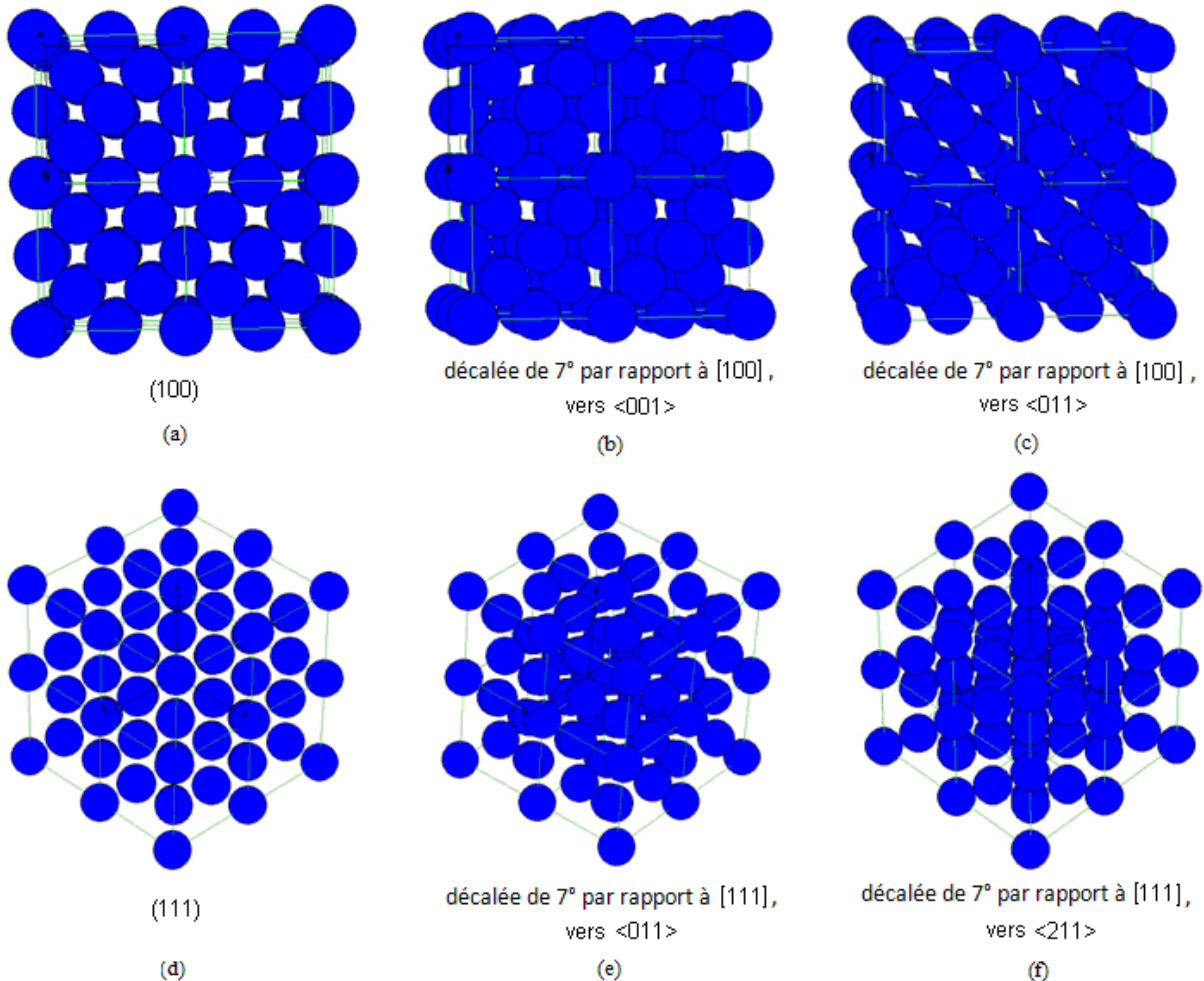 (100)
(a)
décalée de 7° par rapport à [100] ,
vers <001>
(b)
décalée de 7° par rapport à [100] ,
vers <011>
(c)
(111)
(d)
décalée de 7° par rapport à [111] ,
vers <011>
(e)
décalée de 7° par rapport à [111] ,
vers <211>
(f)